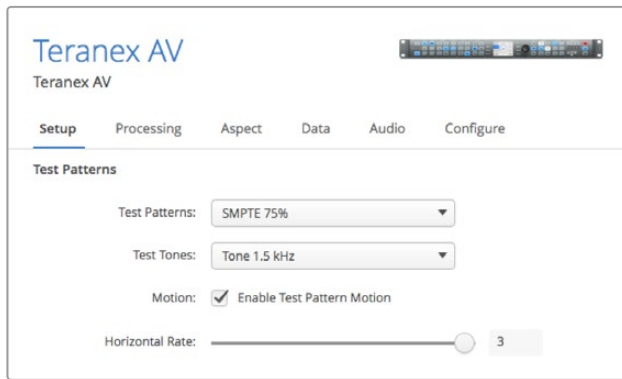 Teranex AV
Teranex AV
Setup Processing Aspect Data Audio Configure
Test Patterns
Test Patterns: SMPTE 75%
Test Tones: Tone 1.5 kHz
Motion: Enable Test Pattern Motion
Horizontal Rate: 3